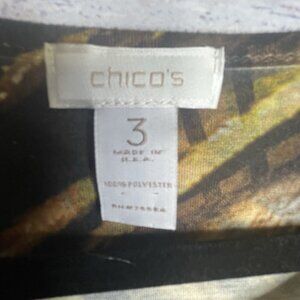 chico's
3
MADE IN
U.S.A.
100% POLYESTER